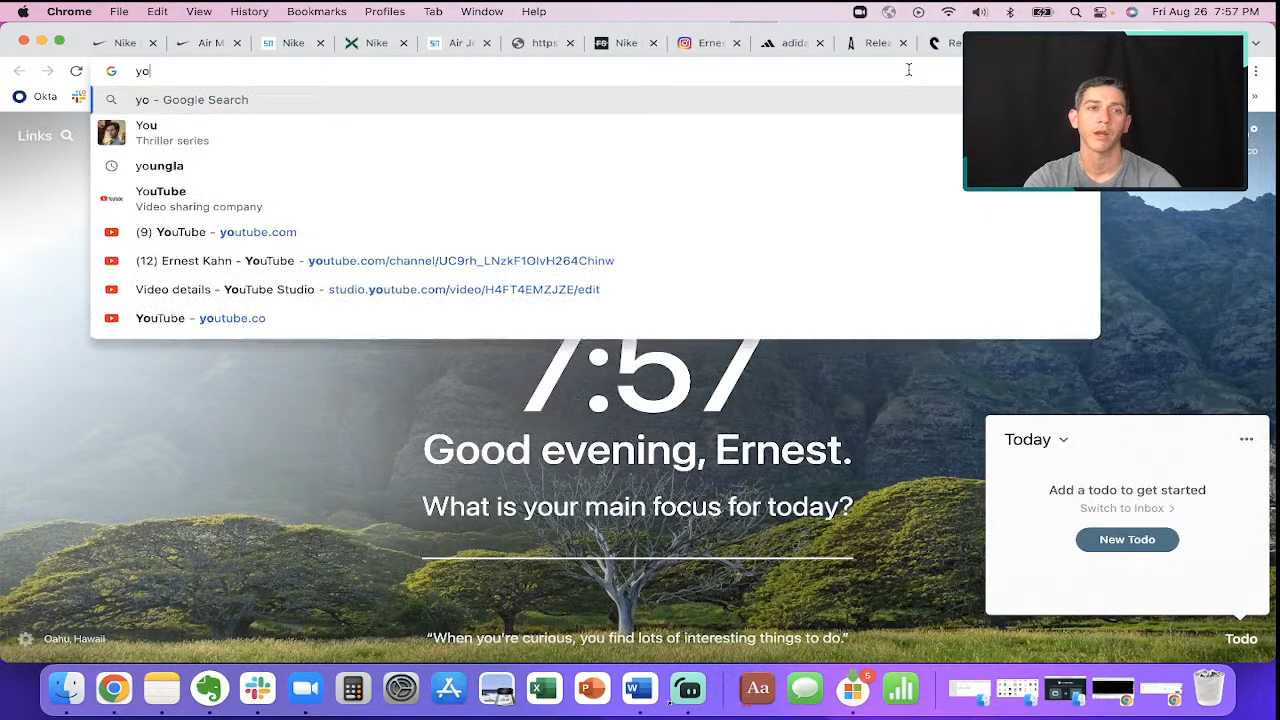 Chrome File Edit View History Bookmarks Profiles Tab Window Help Fri Aug 26 7:57 PM
Nike Air M Nike Nike Air Jo https Nike Ernes adida Relea Re
yo
Okta
yo - Google Search
Links
You
Thriller series
youngla
YouTube
Video sharing company
(9) YouTube - youtube.com
(12) Ernest Kahn - YouTube - youtube.com/channel/UC9rh_LNzkF1OlvH264Chinw
Video details - YouTube Studio - studio.youtube.com/video/H4FT4EMZJZE/edit
YouTube - youtube.co
7:57
Good evening, Ernest.
What is your main focus for today?
Today
Add a todo to get started
Switch to Inbox >
New Todo
Oahu, Hawaii
“When you're curious, you find lots of interesting things to do.”
Todo
5
Aa